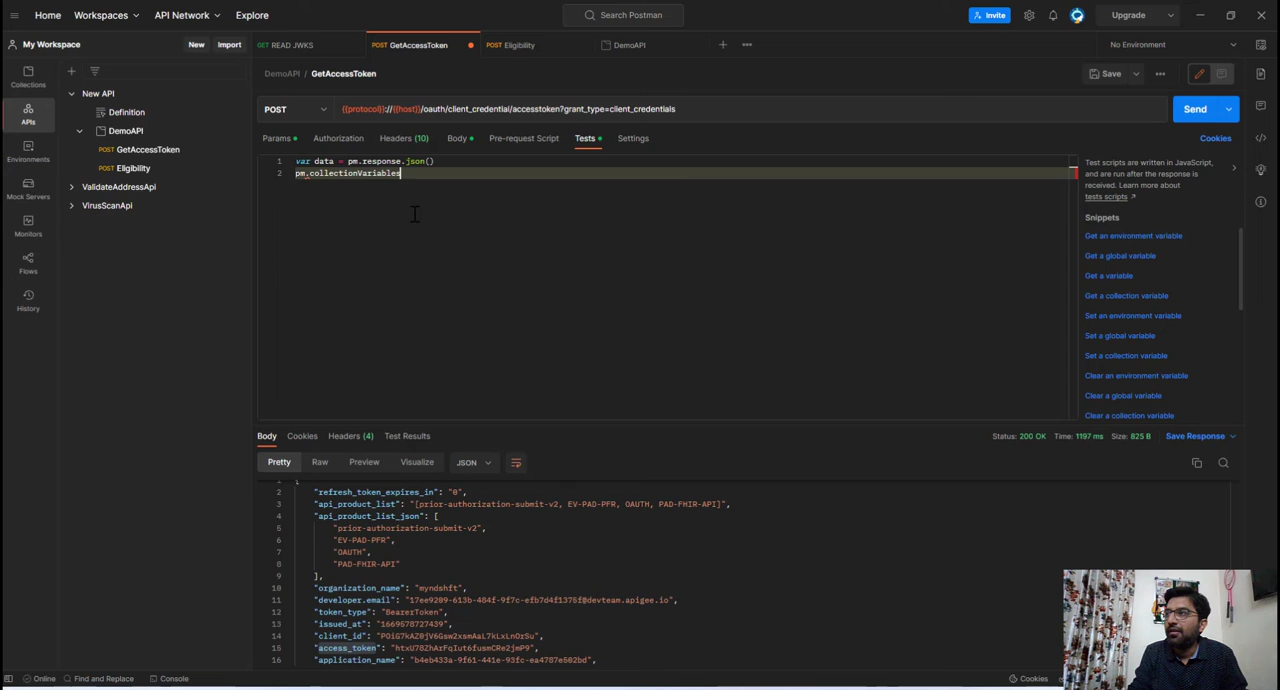 Home
Workspaces
API Network
Explore
Search Postman
Invite
Upgrade
My Workspace
New
Import
POST GetAccessToken
GET READ JWKS
POST Eligibility
DemoAPI
No Environment
Collections
APIs
Environments
Mock Servers
Monitors
Flows
History
New API
Definition
DemoAPI
POST GetAccessToken
POST Eligibility
ValidateAddressApi
VirusScanApi
DemoAPI / GetAccessToken
Save
POST
{{protocol}}://{{host}}/oauth/client_credential/accesstoken?grant_type=client_credentials
Send
Params
Authorization
Headers (10)
Body
Pre-request Script
Tests
Settings
Cookies
1 var data = pm.response.json()
2 pm.collectionVariables
Test scripts are written in JavaScript,
and are run after the response is
received. Learn more about
tests scripts
Snippets
Get an environment variable
Get a global variable
Get a variable
Get a collection variable
Set an environment variable
Set a global variable
Set a collection variable
Clear an environment variable
Clear a global variable
Clear a collection variable
Body
Cookies
Headers (4)
Test Results
Status: 200 OK
Time: 1197 ms
Size: 825 B
Save Response
Pretty
Raw
Preview
Visualize
JSON
2 "refresh_token_expires_in": "0",
3 "api_product_list": "[prior-authorization-submit-v2, EV-PAD-PFR, OAUTH, PAD-FHIR-API]",
4 "api_product_list_json": [
5 "prior-authorization-submit-v2",
6 "EV-PAD-PFR",
7 "OAUTH",
8 "PAD-FHIR-API"
9 ],
10 "organization_name": "myndshft",
11 "developer.email": "17ee9209-613b-484f-9f7c-efb7d4f1375f@devteam.apigee.io",
12 "token_type": "BearerToken",
13 "issued_at": "1669578727439",
14 "client_id": "POiG7kAZ0jV6Gsw2xsmAaL7kLxLnOrSu",
15 "access_token": "htxU78ZhArFqIut6fusmCRe2jmP9",
16 "application_name": "b4eb433a-9f61-441e-93fc-ea4787e502bd",
Online
Find and Replace
Console
Cookies